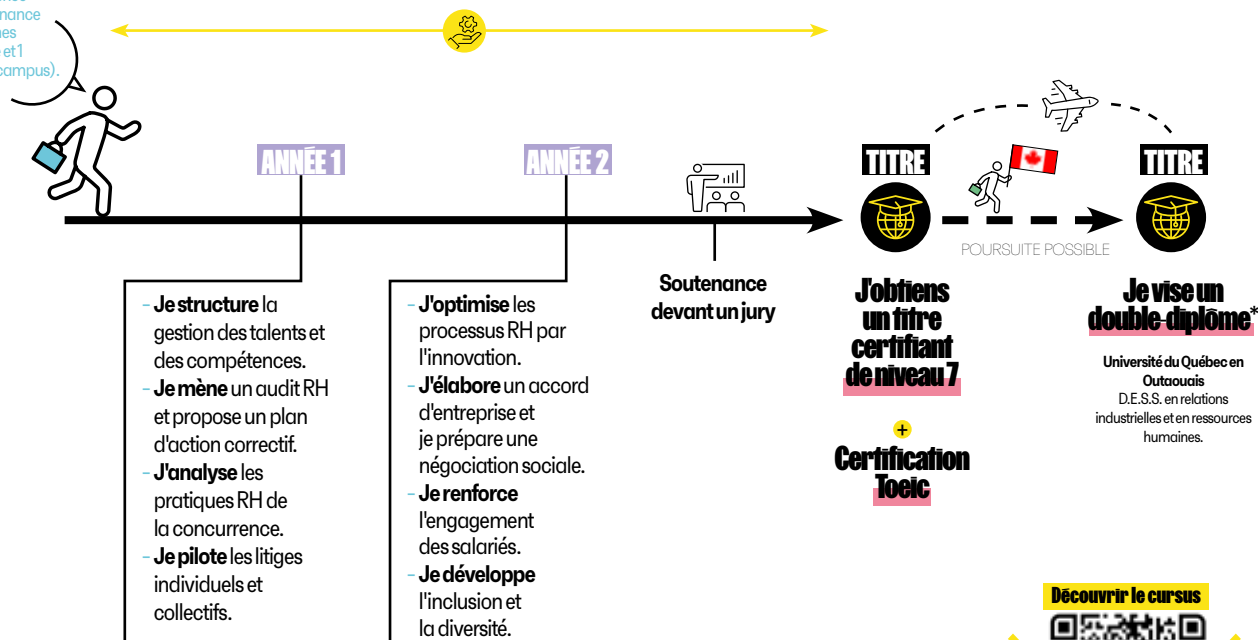 et 1
campus).
ANNÉE 1
ANNÉE 2
TITRE
TITRE
POURSUITE POSSIBLE
- Je structure la
gestion des talents et
des compétences.
- Je mène un audit RH
et propose un plan
d'action correctif.
- J'analyse les
pratiques RH de
la concurrence.
- Je pilote les litiges
individuels et
collectifs.
- J'optimise les
processus RH par
l'innovation.
- J'élabore un accord
d'entreprise et
je prépare une
négociation sociale.
- Je renforce
l'engagement
des salariés.
- Je développe
l'inclusion et
la diversité.
Soutenance
devant un jury
J'obtiens
un titre
certifiant
de niveau 7
+
Certification
Toeic
Je vise un
double-diplôme*
Université du Québec en
Outaouais
D.E.S.S. en relations
industrielles et en ressources
humaines.
Découvrir le cursus